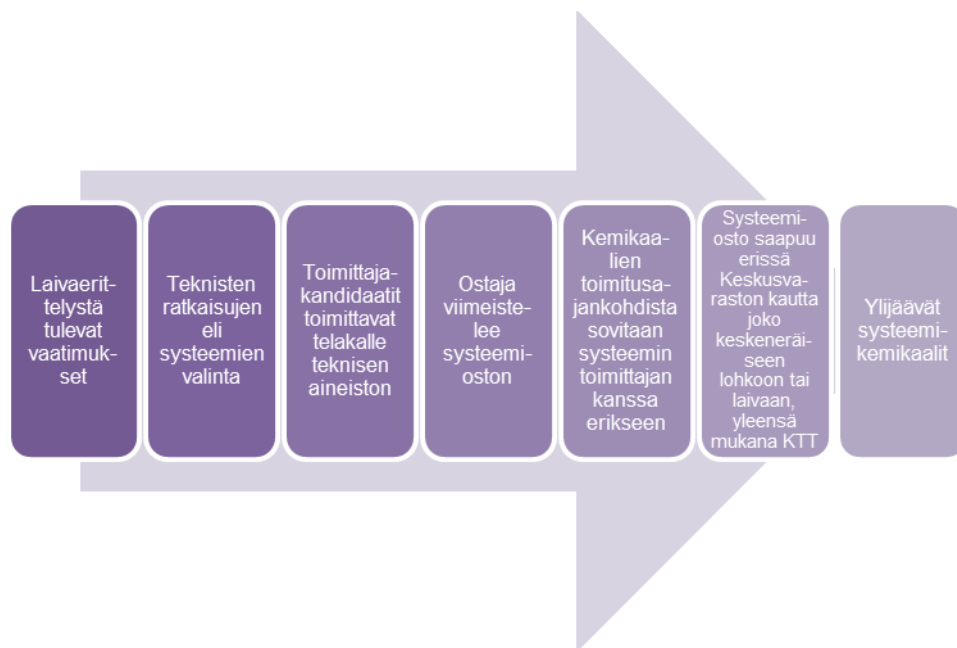 Laivaerit-
telystä
tulevat
vaatimuk-
set
Teknisten
ratkaisujen
eli
systeemien
valinta
Toimittaja-
kandidaatit
toimittavat
telakalle
teknisen
aineiston
Ostaja
viimeiste-
lee
systeemi-
oston
Kemikaa-
lien
toimitusa-
jankohdista
sovitaan
systeemin
toimittajan
kanssa
erikseen
Systeemi-
osto saapuu
erissä
Keskusva-
raston kautta
joko
keskeneräi-
seen
lohkoon tai
laivaan,
yleensä
mukana KTT
Ylijäävät
systeemi-
kemikaalit